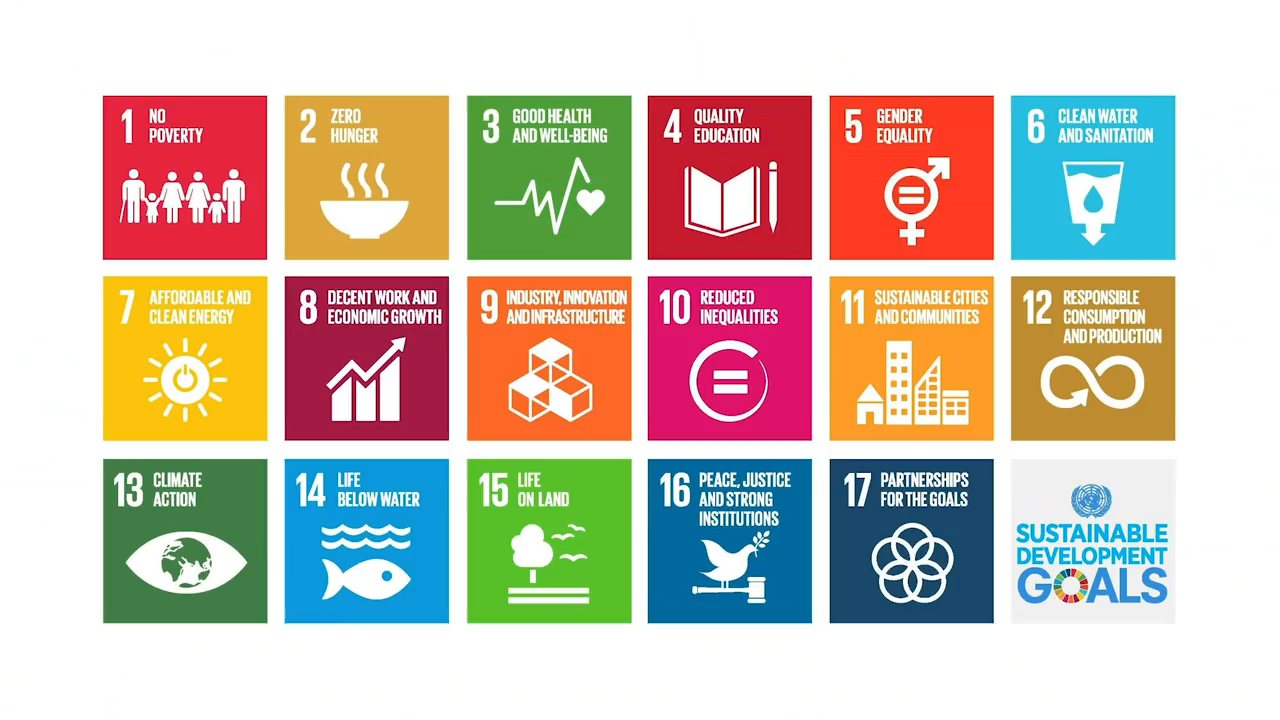 1 NO
POVERTY
2 ZERO
HUNGER
3 GOOD HEALTH
AND WELL-BEING
4 QUALITY
EDUCATION
5 GENDER
EQUALITY
6 CLEAN WATER
AND SANITATION
7 AFFORDABLE AND
CLEAN ENERGY
8 DECENT WORK AND
ECONOMIC GROWTH
9 INDUSTRY, INNOVATION
AND INFRASTRUCTURE
10 REDUCED
INEQUALITIES
11 SUSTAINABLE CITIES
AND COMMUNITIES
12 RESPONSIBLE
CONSUMPTION
AND PRODUCTION
13 CLIMATE
ACTION
14 LIFE
BELOW WATER
15 LIFE
ON LAND
16 PEACE, JUSTICE
AND STRONG
INSTITUTIONS
17 PARTNERSHIPS
FOR THE GOALS
SUSTAINABLE
DEVELOPMENT
GOALS